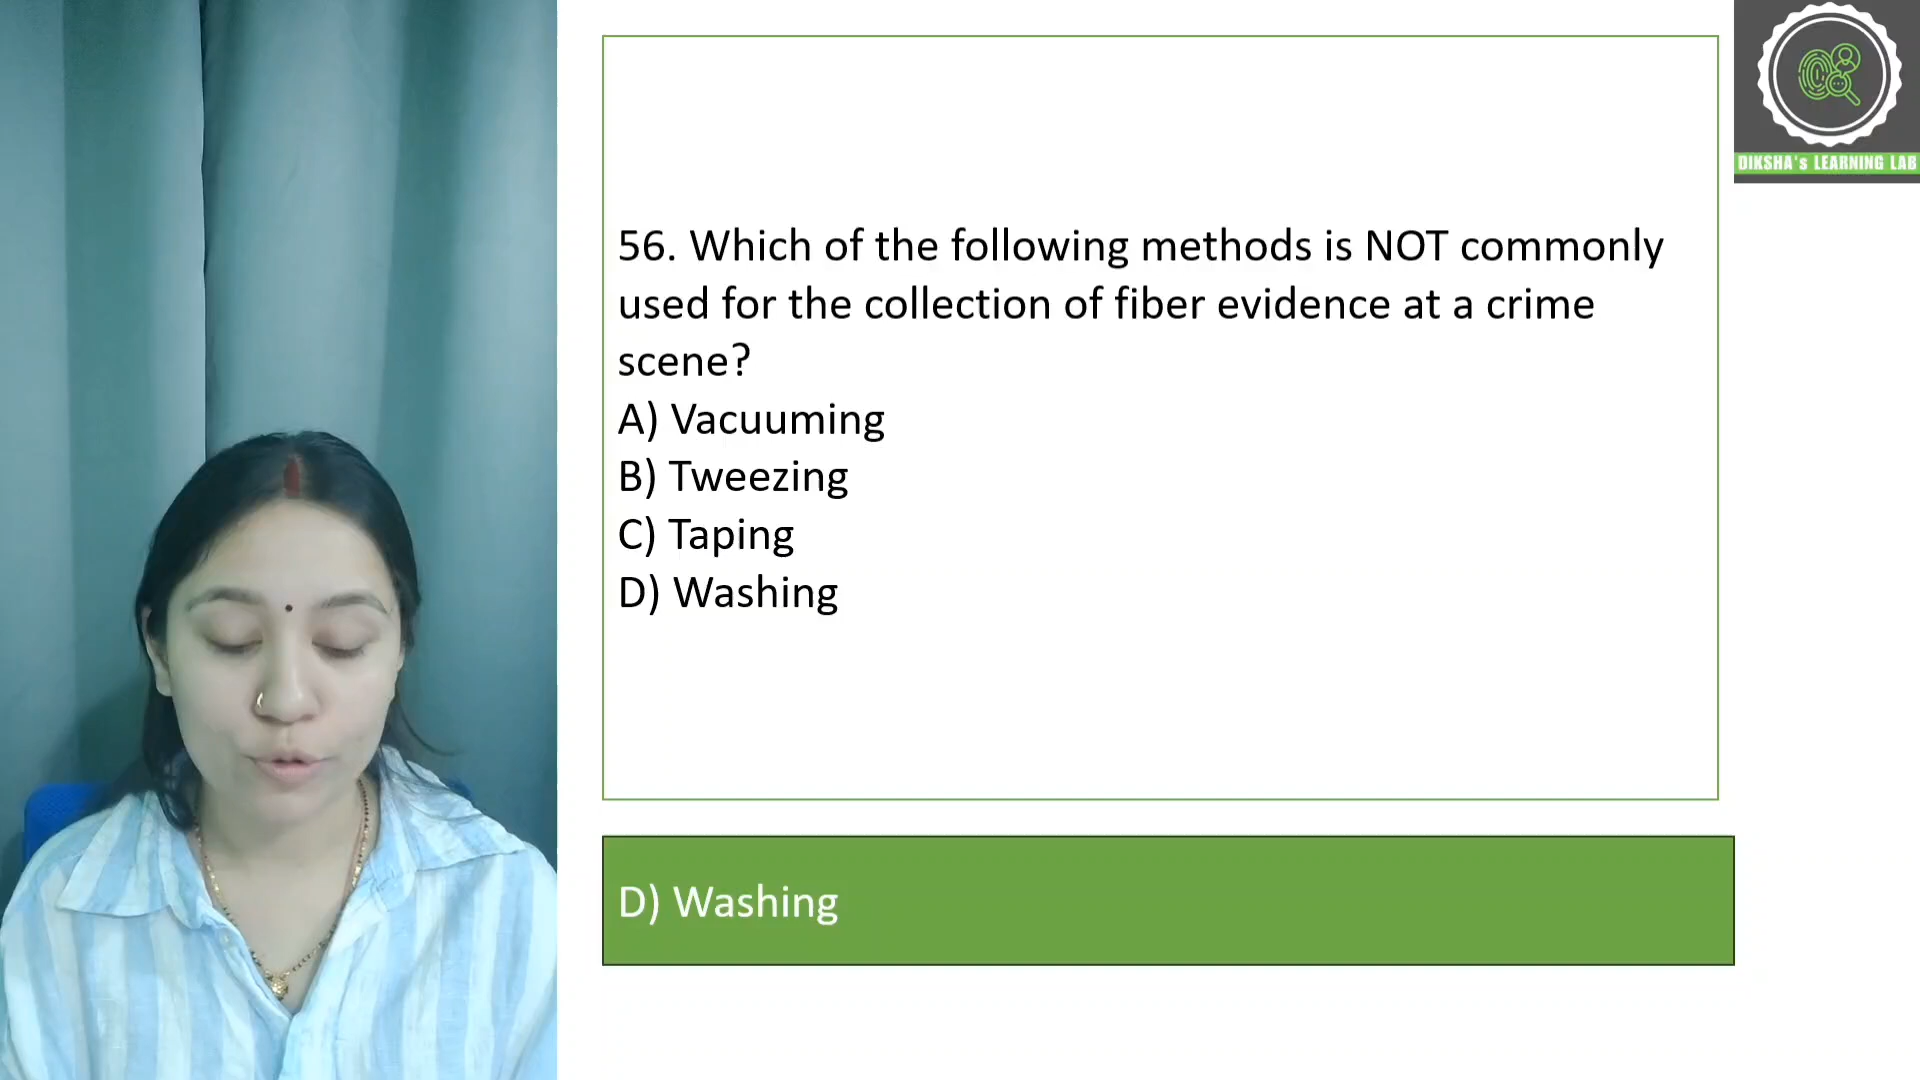 DIKSHA's LEARNING LAB
56. Which of the following methods is NOT commonly
used for the collection of fiber evidence at a crime
scene?
A) Vacuuming
B) Tweezing
C) Taping
D) Washing
D) Washing